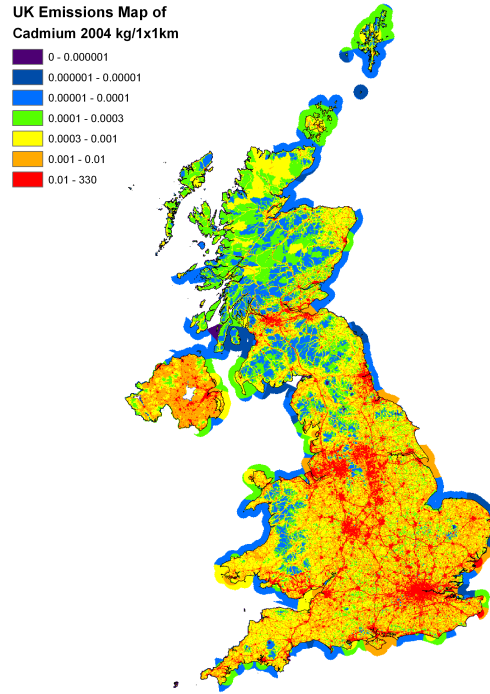 UK Emissions Map of
Cadmium 2004 kg/1x1km
0 - 0.000001
0.000001 - 0.00001
0.00001 - 0.0001
0.0001 - 0.0003
0.0003 - 0.001
0.001 - 0.01
0.01 - 330